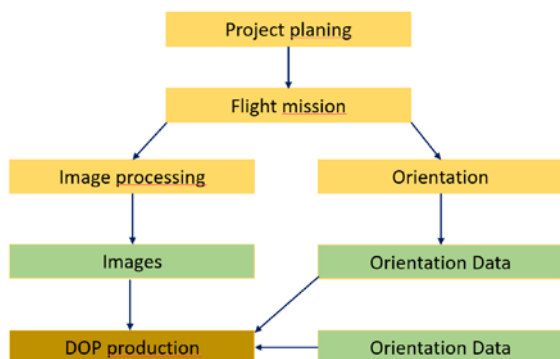 Project planing
Flight mission
Image processing
Orientation
Images
Orientation Data
DOP production
Orientation Data